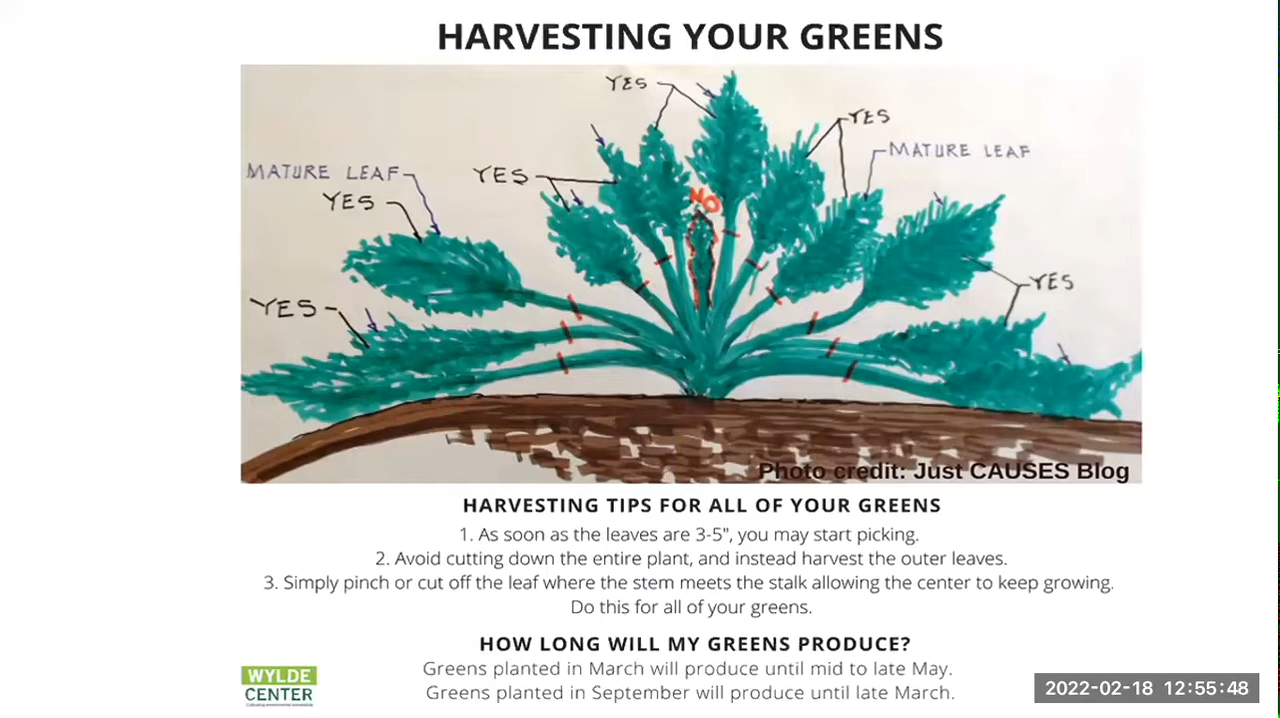 HARVESTING YOUR GREENS
YES
YES
MATURE LEAF
MATURE LEAF
YES
YES
NO
YES
YES
Photo credit: Just CAUSES Blog
HARVESTING TIPS FOR ALL OF YOUR GREENS
1. As soon as the leaves are 3-5", you may start picking.
2. Avoid cutting down the entire plant, and instead harvest the outer leaves.
3. Simply pinch or cut off the leaf where the stem meets the stalk allowing the center to keep growing.
Do this for all of your greens.
HOW LONG WILL MY GREENS PRODUCE?
Greens planted in March will produce until mid to late May.
Greens planted in September will produce until late March.
WYLDE
CENTER
2022-02-18 12:55:48